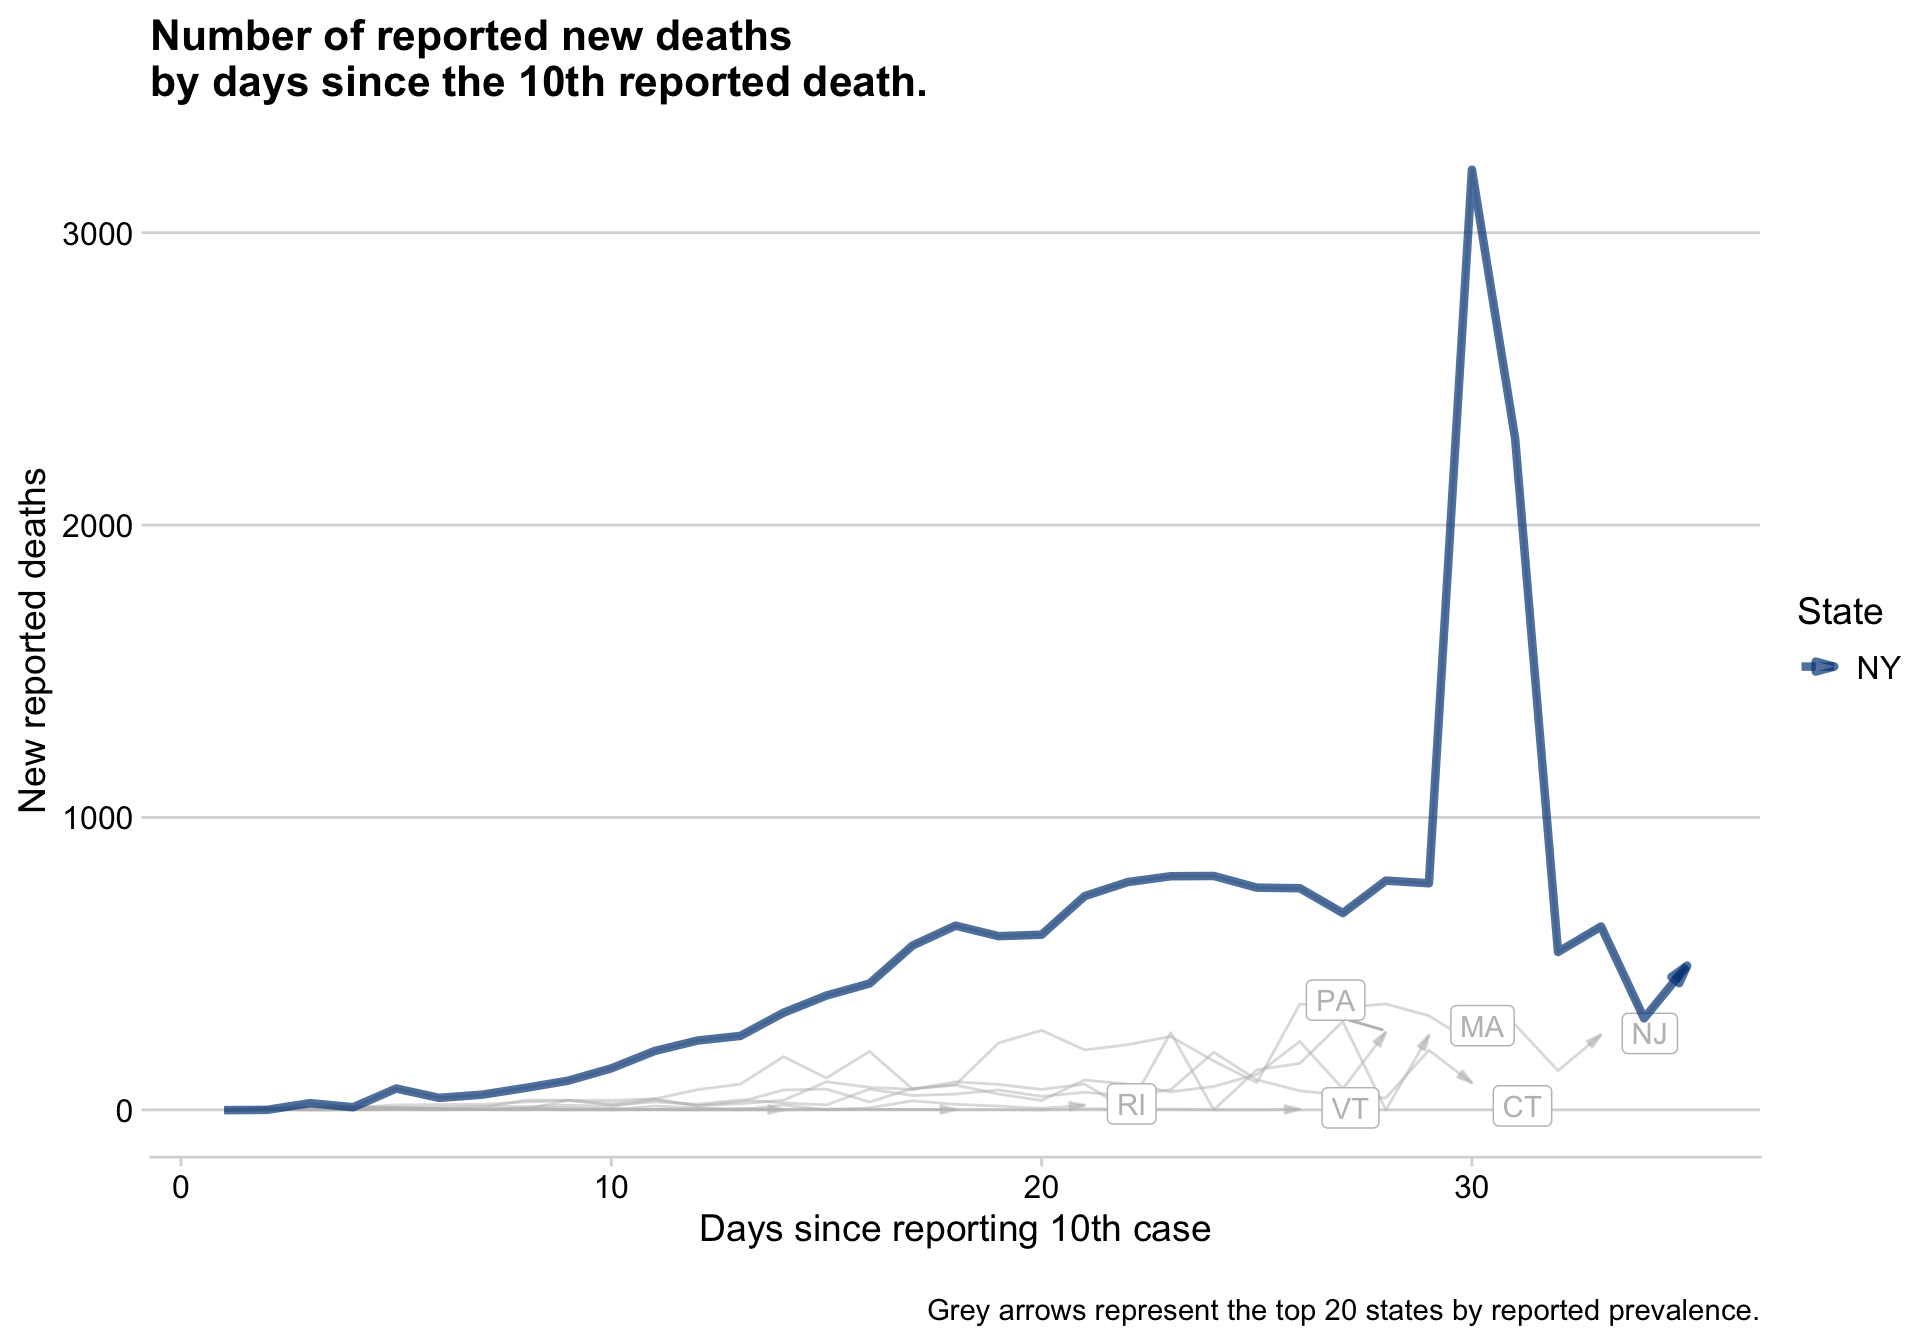 Number of reported new deaths
by days since the 10th reported death.
New reported deaths
3000
2000
1000
0
PA
MA
NJ
RI
VT
CT
State
NY
0
10
20
30
Days since reporting 10th case
Grey arrows represent the top 20 states by reported prevalence.